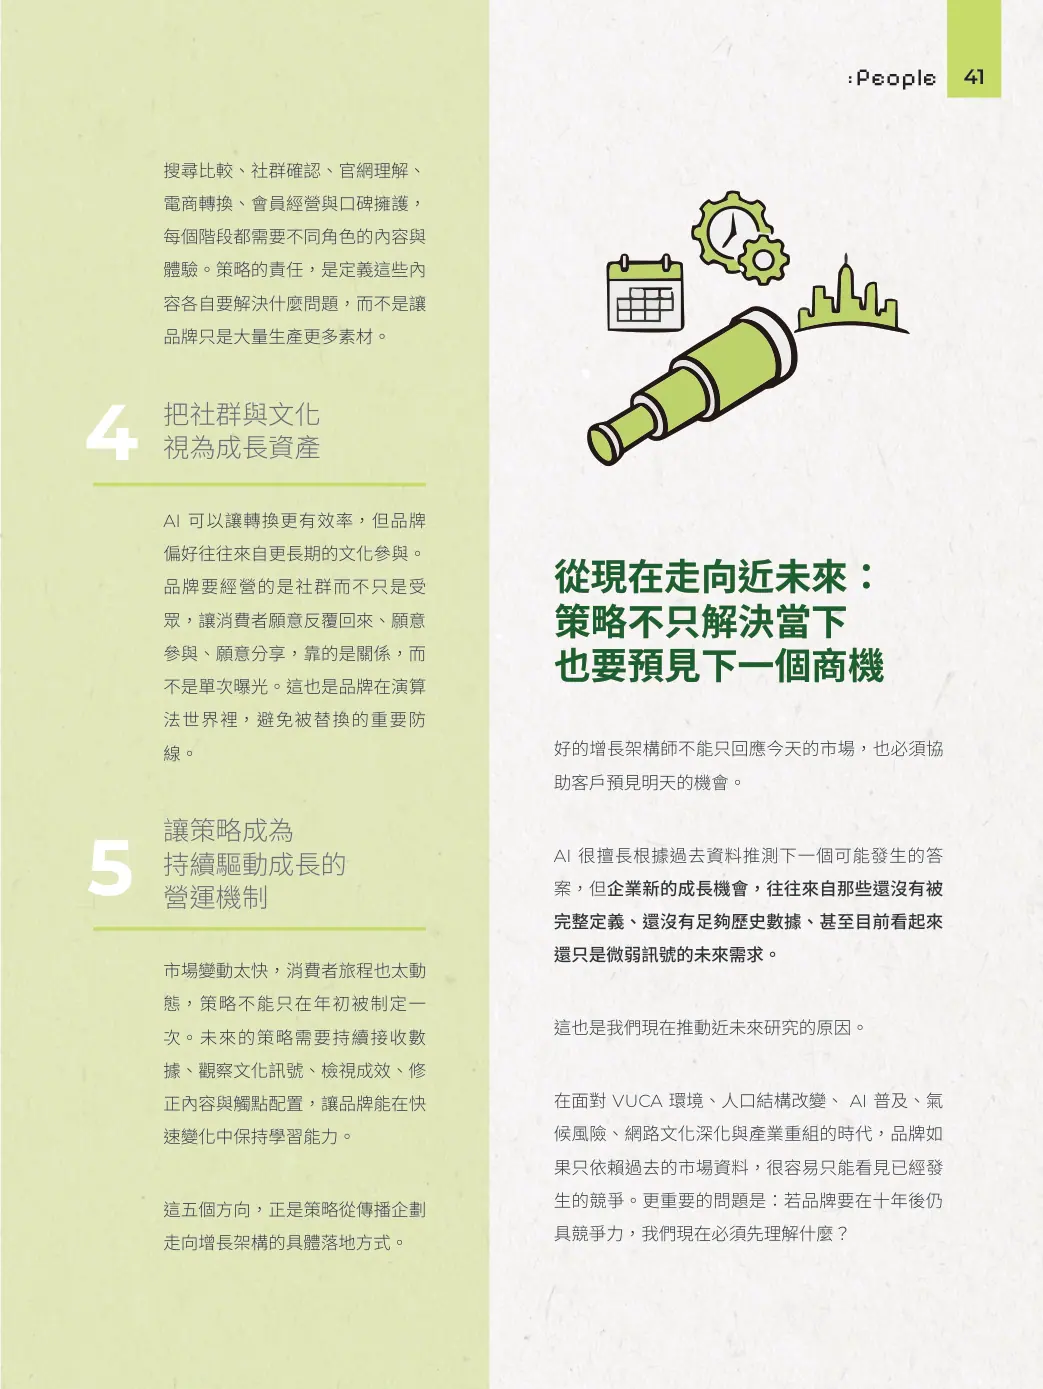 :People
41
搜尋比較、社群確認、官網理解、
電商轉換、會員經營與口碑擁護，
每個階段都需要不同角色的內容與
體驗。策略的責任，是定義這些內
容各自要解決什麼問題，而不是讓
品牌只是大量生產更多素材。
4
把社群與文化
視為成長資產
AI 可以讓轉換更有效率，但品牌
偏好往往來自更長期的文化參與。
品牌要經營的是社群而不只是受
眾，讓消費者願意反覆回來、願意
參與、願意分享，靠的是關係，而
不是單次曝光。這也是品牌在演算
法世界裡，避免被替換的重要防
線。
5
讓策略成為
持續驅動成長的
營運機制
市場變動太快，消費者旅程也太動
態，策略不能只在年初被制定一
次。未來的策略需要持續接收數
據、觀察文化訊號、檢視成效、修
正內容與觸點配置，讓品牌能在快
速變化中保持學習能力。
這五個方向，正是策略從傳播企劃
走向增長架構的具體落地方式。
從現在走向近未來：
策略不只解決當下
也要預見下一個商機
好的增長架構師不能只回應今天的市場，也必須協
助客戶預見明天的機會。
AI 很擅長根據過去資料推測下一個可能發生的答
案，但企業新的成長機會，往往來自那些還沒有被
完整定義、還沒有足夠歷史數據、甚至目前看起來
還只是微弱訊號的未來需求。
這也是我們現在推動近未來研究的原因。
在面對 VUCA 環境、人口結構改變、 AI 普及、氣
候風險、網路文化深化與產業重組的時代，品牌如
果只依賴過去的市場資料，很容易只能看見已經發
生的競爭。更重要的問題是：若品牌要在十年後仍
具競爭力，我們現在必須先理解什麼？